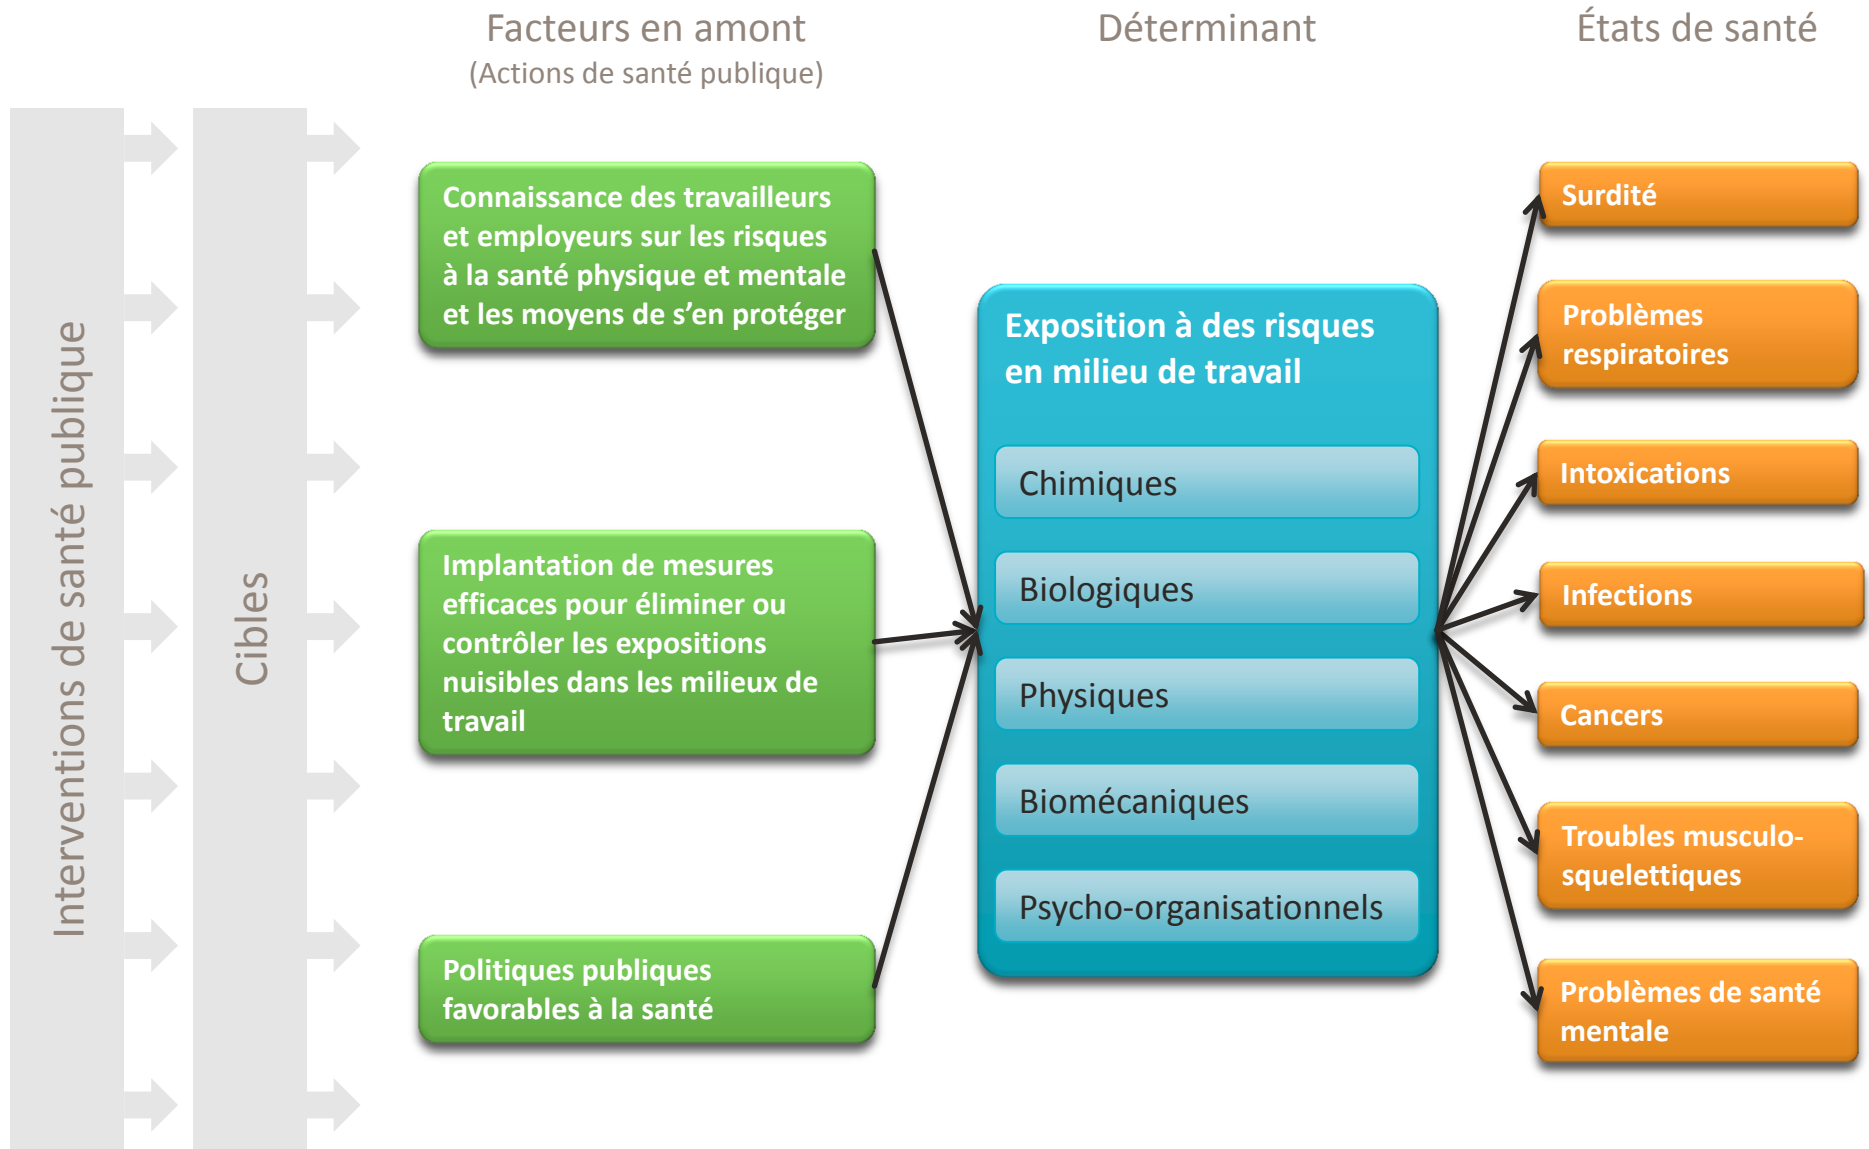 Facteurs en amont
(Actions de santé publique)
Déterminant
États de santé
Interventions de santé publique
Cibles
Connaissance des travailleurs
et employeurs sur les risques
à la santé physique et mentale
et les moyens de s’en protéger
Implantation de mesures
efficaces pour éliminer ou
contrôler les expositions
nuisibles dans les milieux de
travail
Politiques publiques
favorables à la santé
Exposition à des risques
en milieu de travail
Chimiques
Biologiques
Physiques
Biomécaniques
Psycho-organisationnels
Surdité
Problèmes
respiratoires
Intoxications
Infections
Cancers
Troubles musculo-
squelettiques
Problèmes de santé
mentale